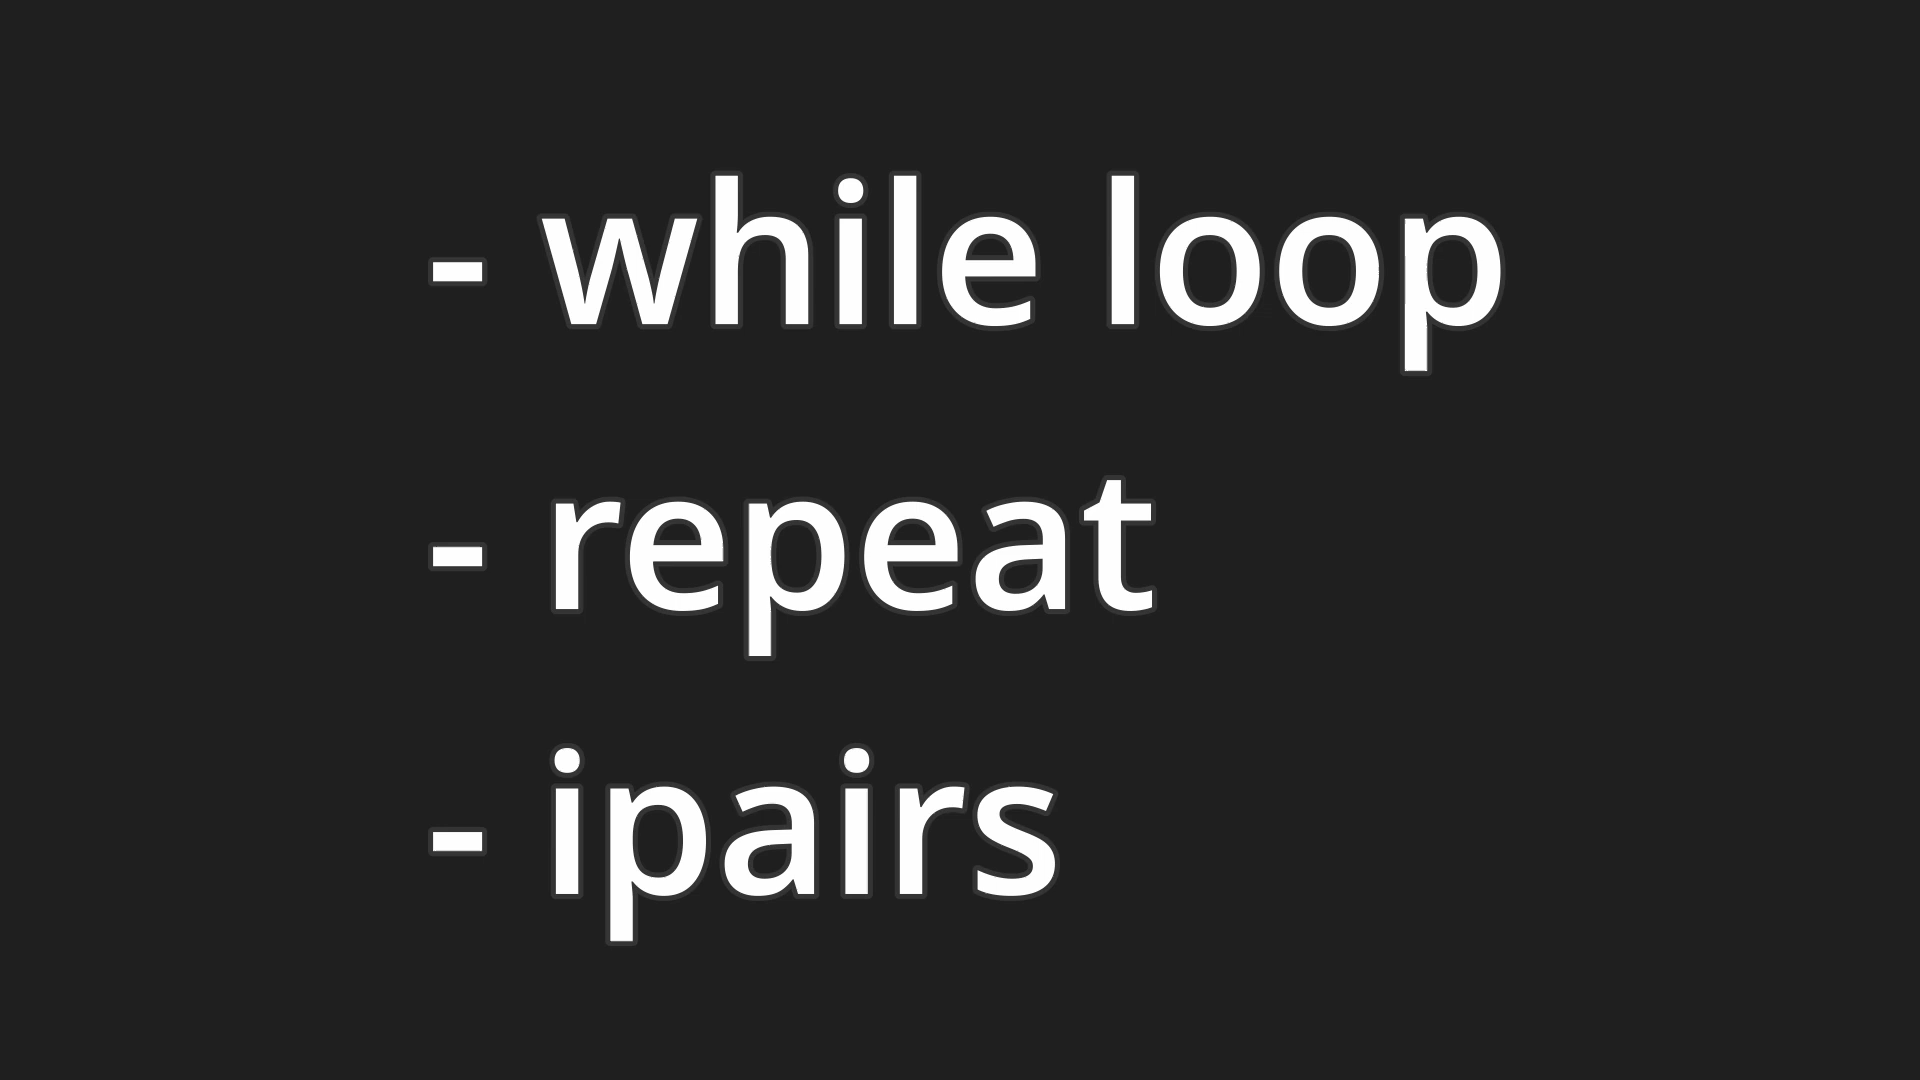 - while loop
- repeat
- ipairs